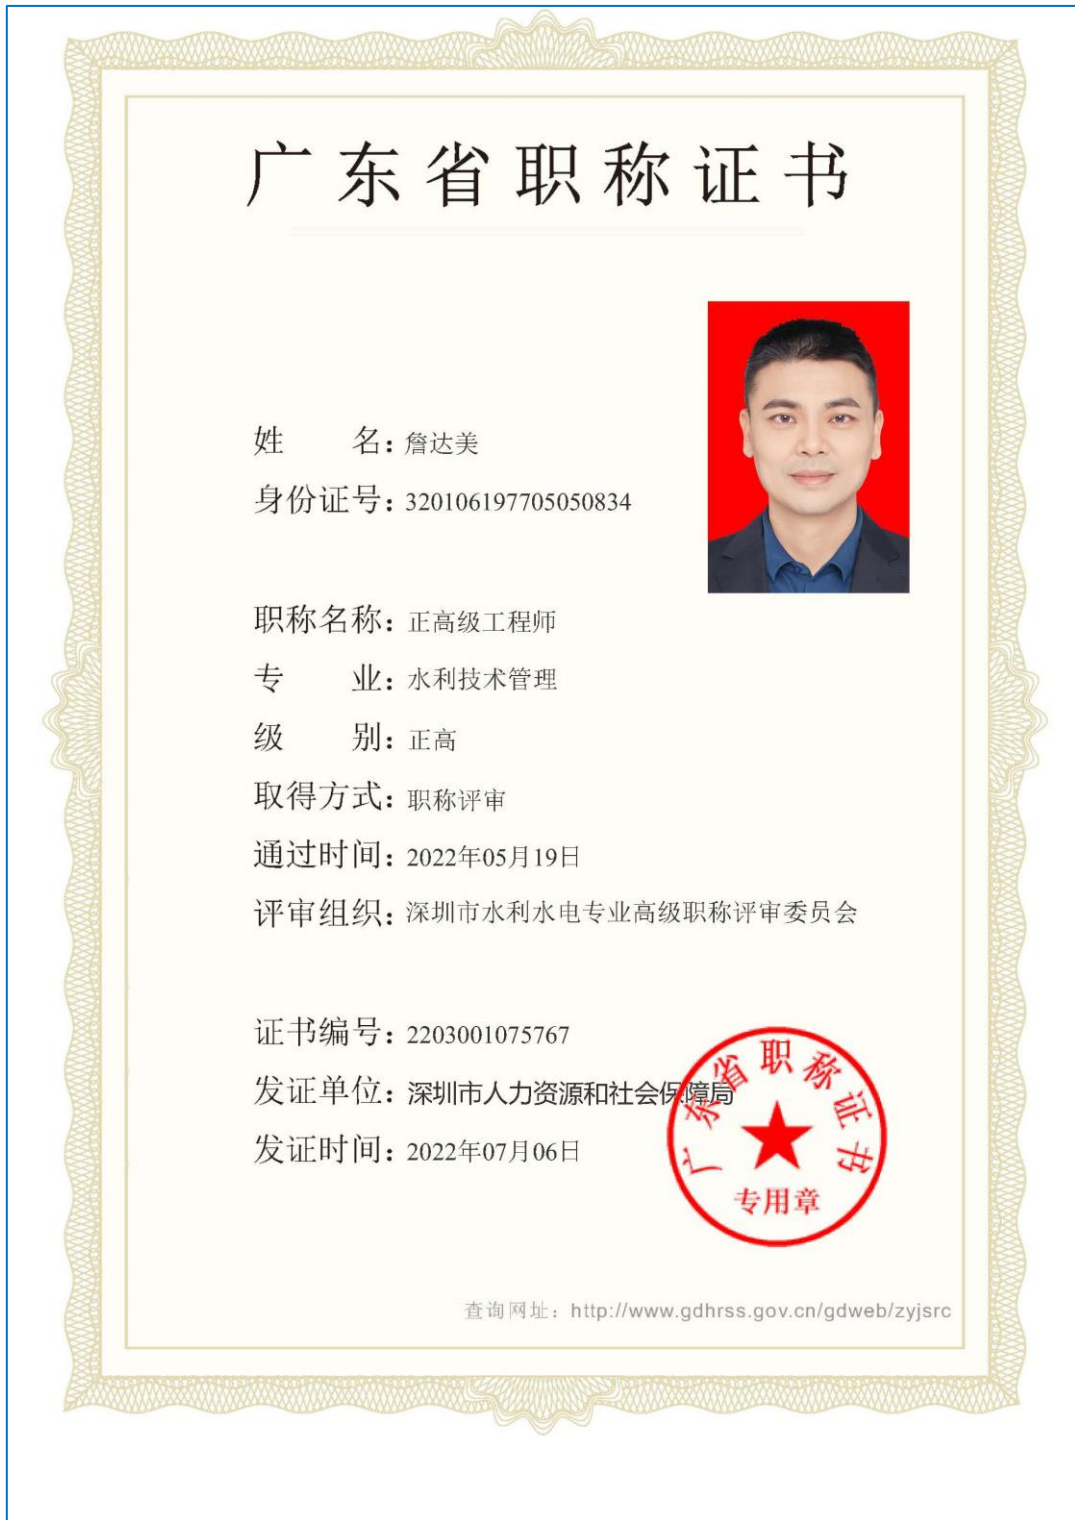 广东省职称证书
姓 名：詹达美
身份证号：320106197705050834
职称名称：正高级工程师
专 业：水利技术管理
级 别：正高
取得方式：职称评审
通过时间：2022年05月19日
评审组织：深圳市水利水电专业高级职称评审委员会
证书编号：2203001075767
发证单位：深圳市人力资源和社会保障局
发证时间：2022年07月06日
广东省职称证书
专用章
查询网址：http://www.gdhrss.gov.cn/gdweb/zyjsrc